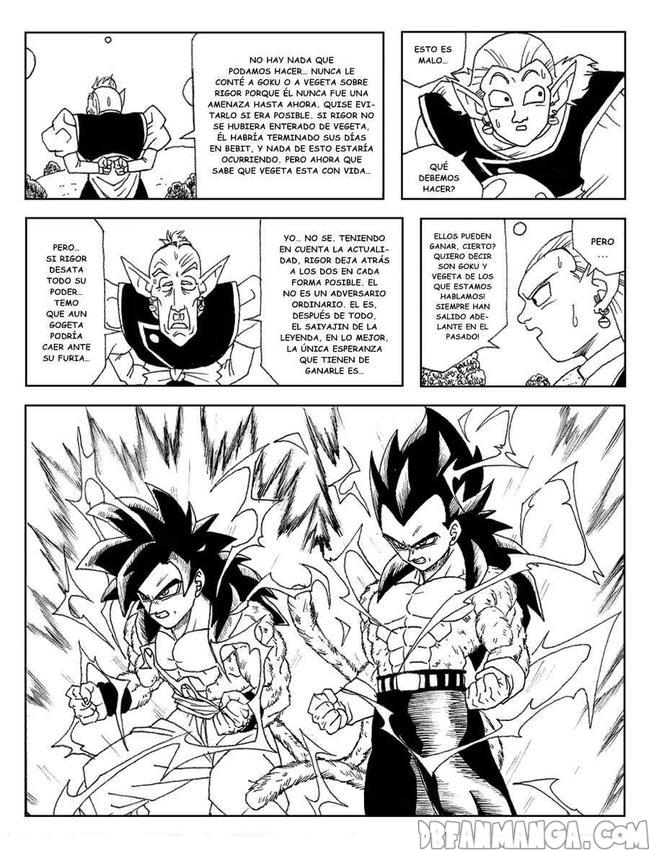 ESTO ES
MALO...
QUÉ
DEBEMOS
HACER?
NO HAY NADA QUE
PODAMOS HACER... NUNCA LE
CONTÉ A GOKU O A VEGETA SOBRE
RIGOR PORQUE ÉL NUNCA FUE UNA
AMENAZA HASTA AHORA. QUISE EVI-
TARLO SI ERA POSIBLE. SI RIGOR NO
SE HUBIERA ENTERADO DE VEGETA,
ÉL HABRÍA TERMINADO SUS DÍAS
EN BEBIT, Y NADA DE ESTO ESTARÍA
OCURRIENDO. PERO AHORA QUE
SABE QUE VEGETA ESTA CON VIDA...
PERO
...
ELLOS PUEDEN
GANAR, CIERTO?
QUIERO DECIR
SON GOKU Y
VEGETA DE LOS
QUE ESTAMOS
HABLAMOS!
SIEMPRE HAN
SALIDO ADE-
LANTE EN EL
PASADO!
YO... NO SE. TENIENDO
EN CUENTA LA ACTUALI-
DAD, RIGOR DEJA ATRÁS
A LOS DOS EN CADA
FORMA POSIBLE. EL
NO ES UN ADVERSARIO
ORDINARIO. EL ES,
DESPUÉS DE TODO,
EL SAIYAJIN DE LA
LEYENDA, EN LO MEJOR,
LA ÚNICA ESPERANZA
QUE TIENEN DE
GANARLE ES...
PERO...
SI RIGOR
DESATA
TODO SU
PODER...
TEMO
QUE AUN
GOGETA
PODRÍA
CAER ANTE
SU FURIA...
DBFANMANGA.COM